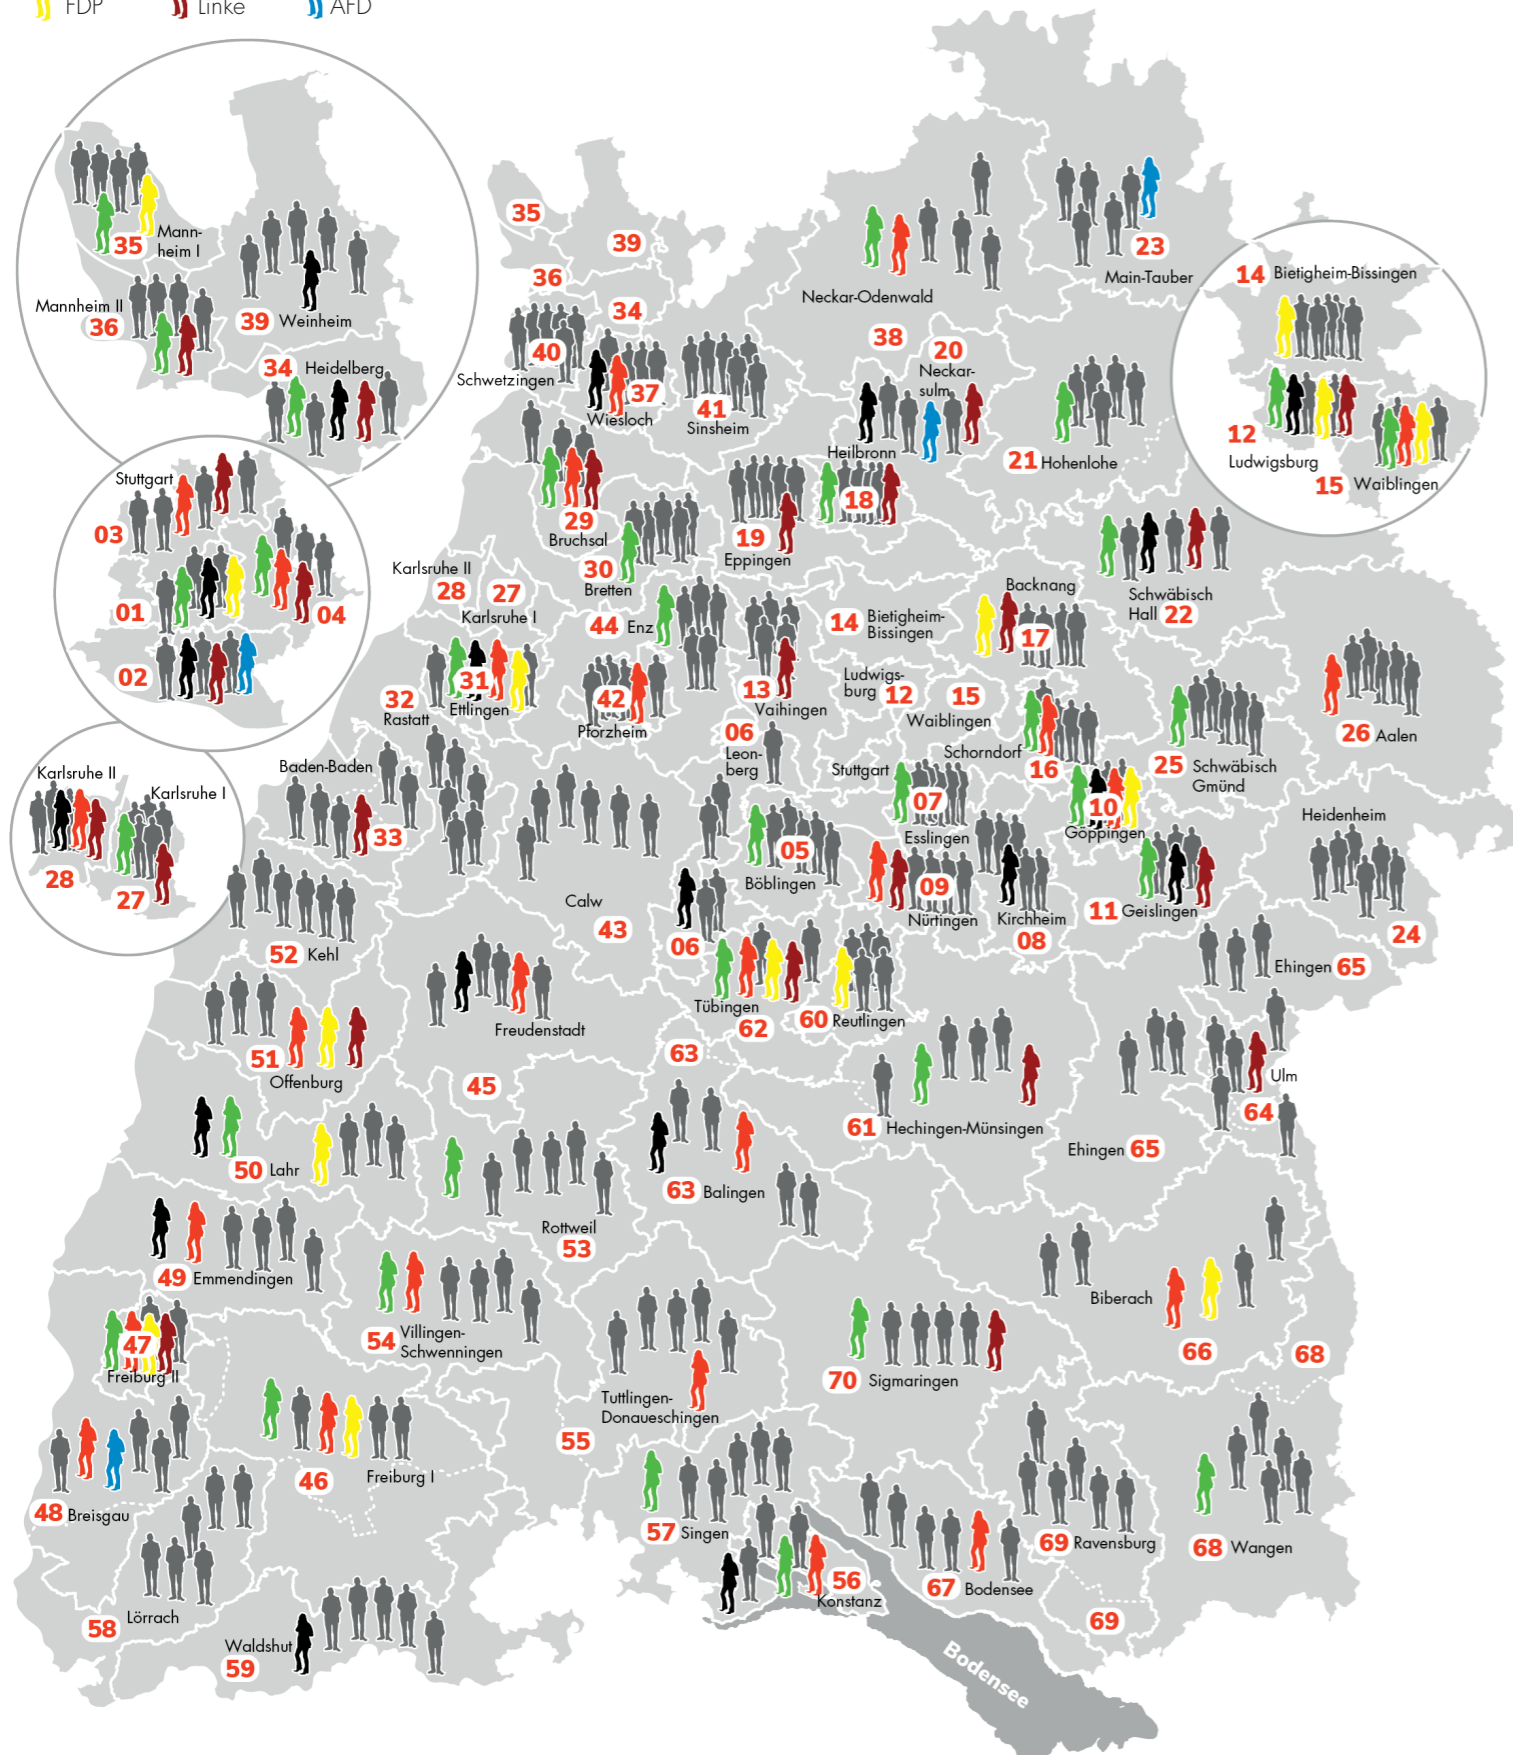 FDP Linke AFD
35 Mann-
heim I
Mannheim II
36
39 Weinheim
34 Heidelberg
35
39
36
34
40
Schwetzingen
37
Wiesloch
41
Sinsheim
Neckar-Odenwald
38
23
Main-Tauber
20
Neckar-
sulm
Heilbronn
21 Hohenlohe
14 Bietigheim-Bissingen
12
Ludwigsburg
15 Waiblingen
Stuttgart
03
01
04
02
29
Bruchsal
30
Bretten
19
Eppingen
18
Karlsruhe II
28 27
Karlsruhe I
44 Enz
14 Bietigheim-
Bissingen
Backnang
17
Schwäbisch
Hall 22
32
Rastatt
31
Ettlingen
42
Pforzheim
13
Vaihingen
Ludwigs-
burg 12
15
Waiblingen
06
Leon-
berg
Stuttgart
Schorndorf
16
25 Schwäbisch
Gmünd
26 Aalen
Karlsruhe II
Karlsruhe I
28
27
Baden-Baden
33
07
Esslingen
10
Göppingen
Heidenheim
05
Böblingen
09
Nürtingen
Kirchheim
08
11 Geislingen
24
52 Kehl
Calw
43
06
Ehingen 65
Freudenstadt
Tübingen
62
60 Reutlingen
51
Offenburg
45
63
61 Hechingen-Münsingen
Ulm
64
Ehingen 65
50 Lahr
63 Balingen
Rottweil
53
49 Emmendingen
54 Villingen-
Schwenningen
Biberach
66
68
47
Freiburg II
70 Sigmaringen
Tuttlingen-
Donaueschingen
55
46
Freiburg I
48 Breisgau
57 Singen
69 Ravensburg
68 Wangen
56
Konstanz
67 Bodensee
69
58
Lörrach
Waldshut
59
Bodensee